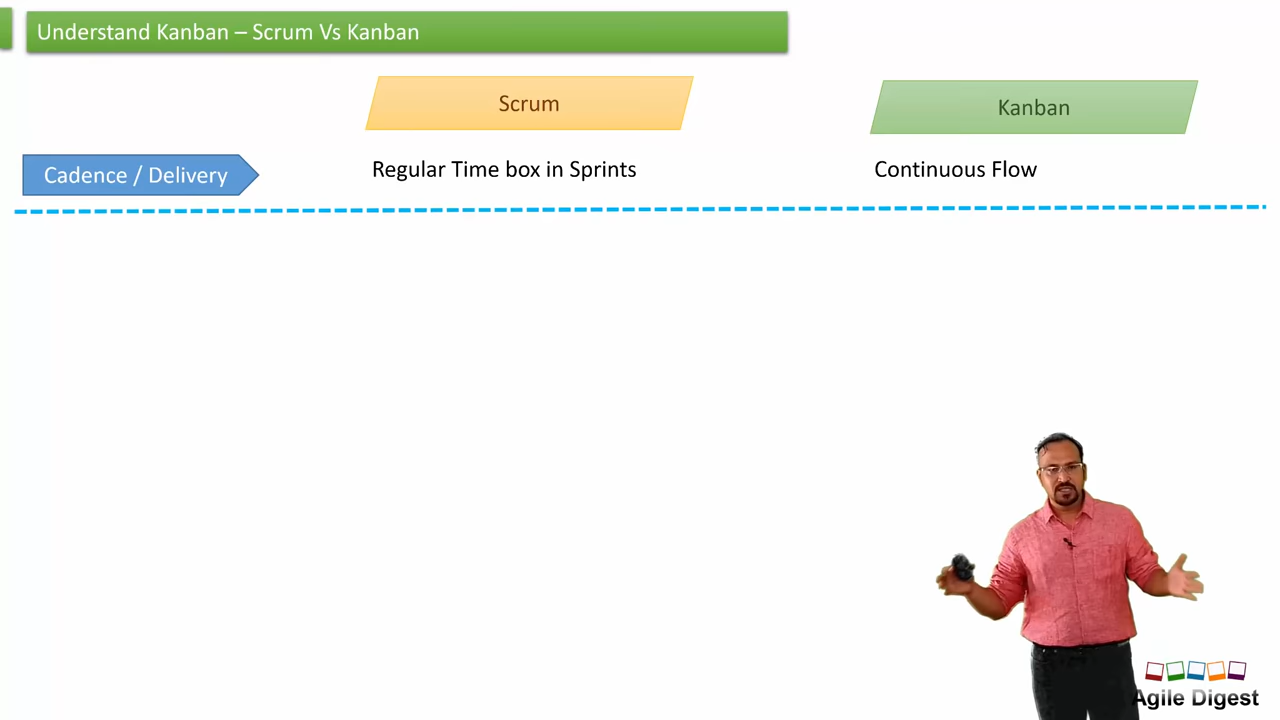 Understand Kanban – Scrum Vs Kanban
Scrum
Kanban
Cadence / Delivery
Regular Time box in Sprints
Continuous Flow
Agile Digest